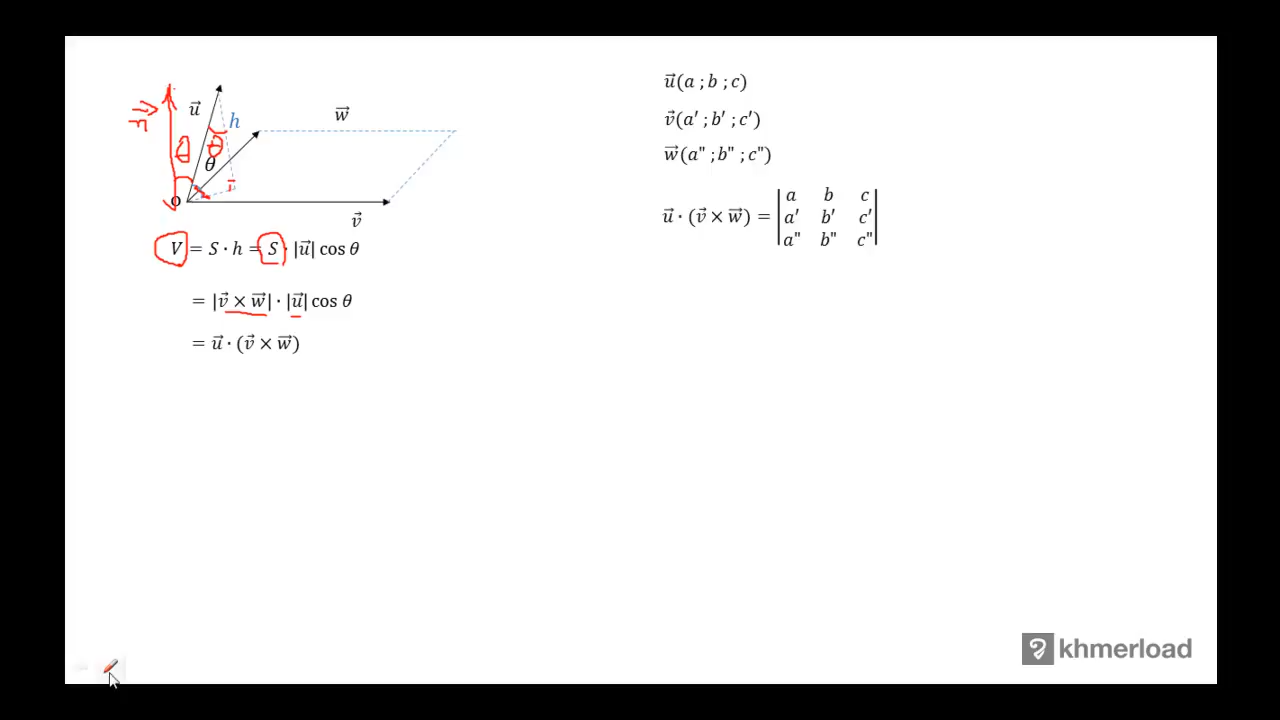 n⃗
u⃗
h
w⃗
θ
θ
θ
O
v⃗
V = S · h = S · |u⃗| cos θ
= |v⃗ × w⃗| · |u⃗| cos θ
= u⃗ · (v⃗ × w⃗)
u⃗(a ; b ; c)
v⃗(a′ ; b′ ; c′)
w⃗(a" ; b" ; c")
a b c
u⃗ · (v⃗ × w⃗) = | a′ b′ c′ |
a" b" c"
khmerload